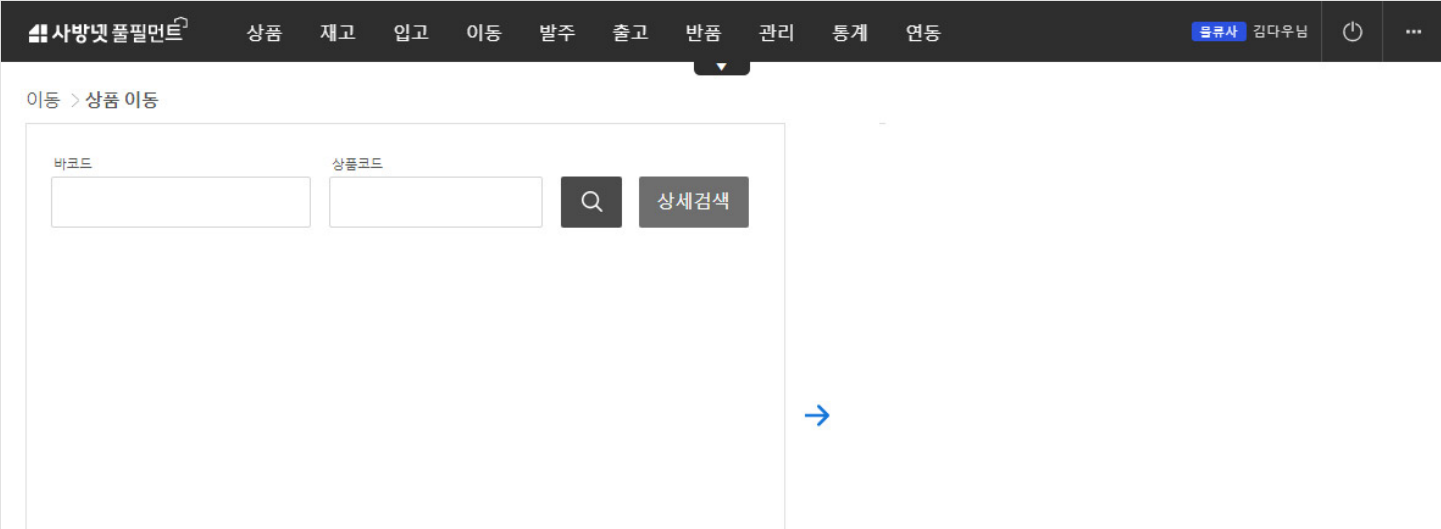 사방넷 풀필먼트 상품 재고 입고 이동 발주 출고 반품 관리 통계 연동 물류사 김다우님
이동 > 상품 이동
바코드 상품코드
상세검색